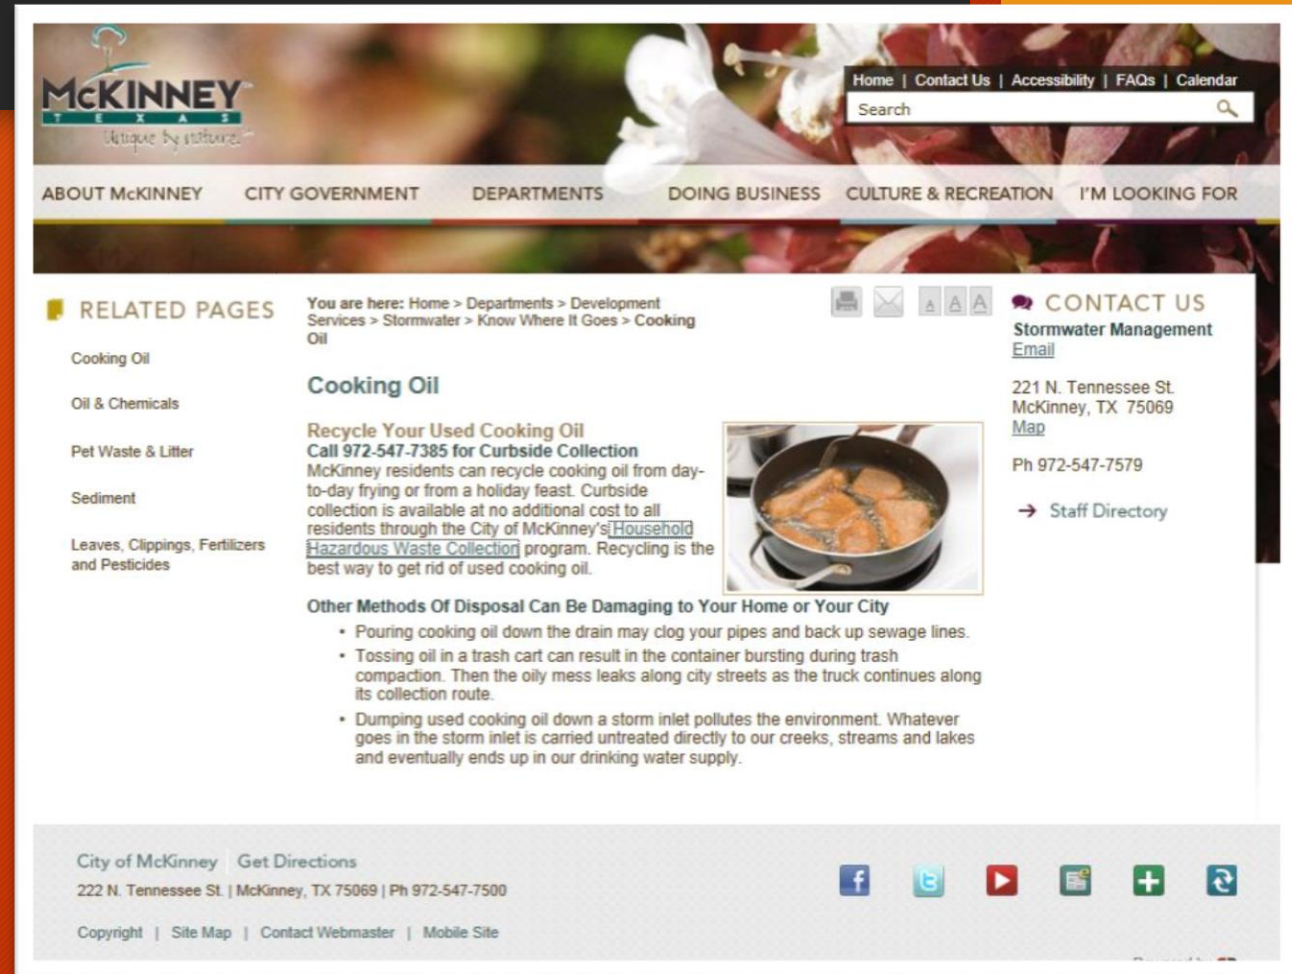 McKINNEY
TEXAS
Unique by nature.
Home | Contact Us | Accessibility | FAQs | Calendar
Search
ABOUT McKINNEY CITY GOVERNMENT DEPARTMENTS DOING BUSINESS CULTURE & RECREATION I'M LOOKING FOR
RELATED PAGES
Cooking Oil
Oil & Chemicals
Pet Waste & Litter
Sediment
Leaves, Clippings, Fertilizers
and Pesticides
You are here: Home > Departments > Development
Services > Stormwater > Know Where It Goes > Cooking
Oil
A A A
Cooking Oil
Recycle Your Used Cooking Oil
Call 972-547-7385 for Curbside Collection
McKinney residents can recycle cooking oil from day-
to-day frying or from a holiday feast. Curbside
collection is available at no additional cost to all
residents through the City of McKinney's Household
Hazardous Waste Collection program. Recycling is the
best way to get rid of used cooking oil.
Other Methods Of Disposal Can Be Damaging to Your Home or Your City
• Pouring cooking oil down the drain may clog your pipes and back up sewage lines.
• Tossing oil in a trash cart can result in the container bursting during trash
compaction. Then the oily mess leaks along city streets as the truck continues along
its collection route.
• Dumping used cooking oil down a storm inlet pollutes the environment. Whatever
goes in the storm inlet is carried untreated directly to our creeks, streams and lakes
and eventually ends up in our drinking water supply.
CONTACT US
Stormwater Management
Email
221 N. Tennessee St.
McKinney, TX 75069
Map
Ph 972-547-7579
Staff Directory
City of McKinney Get Directions
222 N. Tennessee St. | McKinney, TX 75069 | Ph 972-547-7500
Copyright | Site Map | Contact Webmaster | Mobile Site